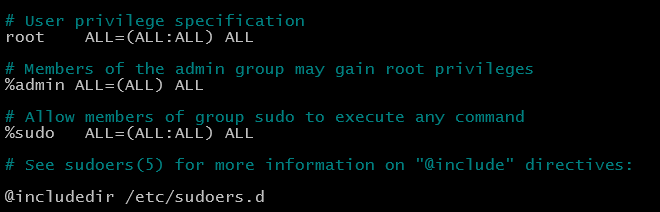 # User privilege specification
root    ALL=(ALL:ALL) ALL
# Members of the admin group may gain root privileges
%admin ALL=(ALL) ALL
# Allow members of group sudo to execute any command
%sudo   ALL=(ALL:ALL) ALL
# See sudoers(5) for more information on "@include" directives:
@includedir /etc/sudoers.d